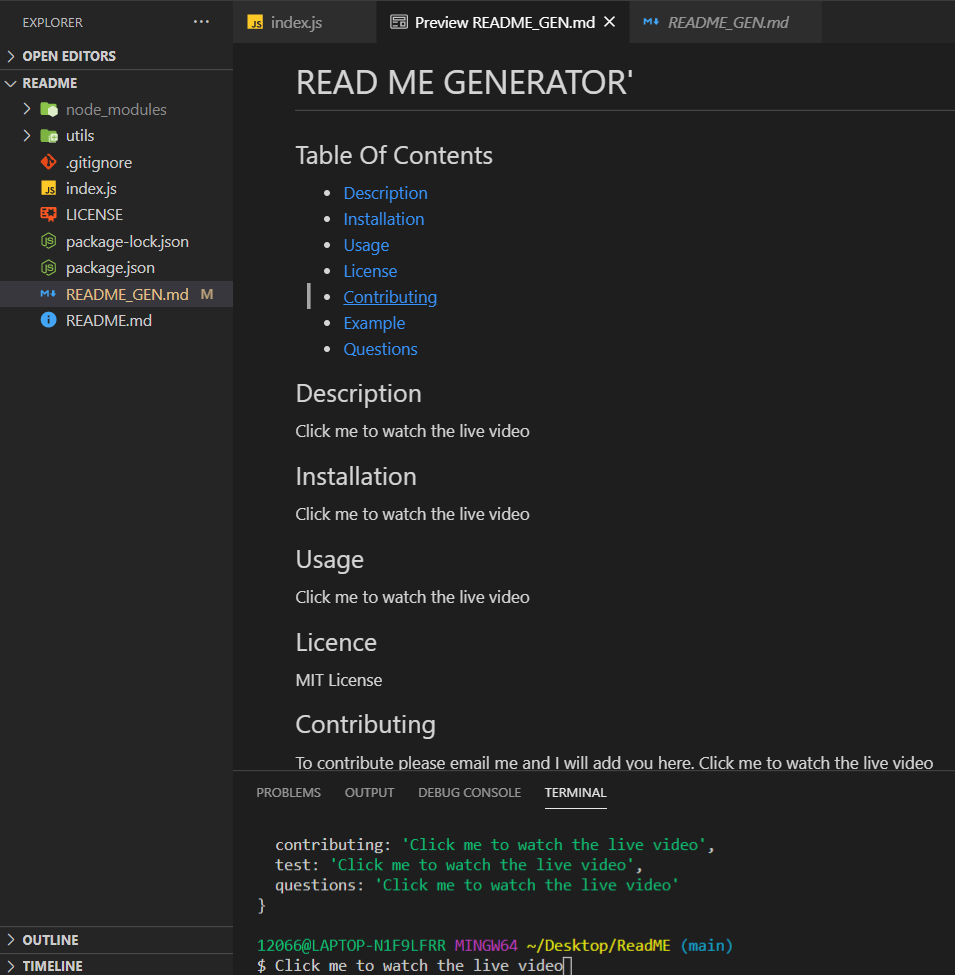 EXPLORER ···
OPEN EDITORS
README
node_modules
utils
.gitignore
JS index.js
LICENSE
JS package-lock.json
JS package.json
README_GEN.md M
README.md
OUTLINE
TIMELINE
JS index.js
Preview README_GEN.md
README_GEN.md
READ ME GENERATOR'
Table Of Contents
• Description
• Installation
• Usage
• License
• Contributing
• Example
• Questions
Description
Click me to watch the live video
Installation
Click me to watch the live video
Usage
Click me to watch the live video
Licence
MIT License
Contributing
To contribute please email me and I will add you here. Click me to watch the live video
PROBLEMS OUTPUT DEBUG CONSOLE TERMINAL
contributing: 'Click me to watch the live video',
test: 'Click me to watch the live video',
questions: 'Click me to watch the live video'
}
12066@LAPTOP-N1F9LFRR MINGW64 ~/Desktop/ReadME (main)
$ Click me to watch the live video